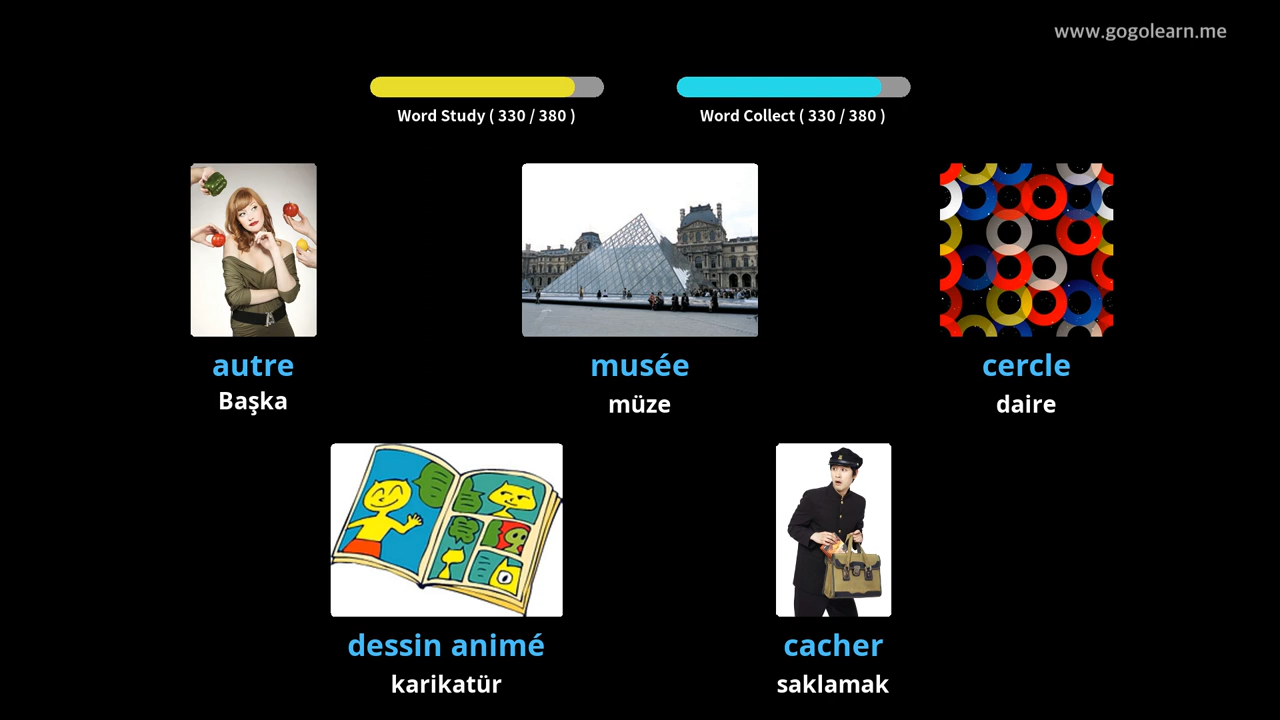 www.gogolearn.me
Word Study ( 330 / 380 )
Word Collect ( 330 / 380 )
autre
Başka
musée
müze
cercle
daire
dessin animé
karikatür
cacher
saklamak